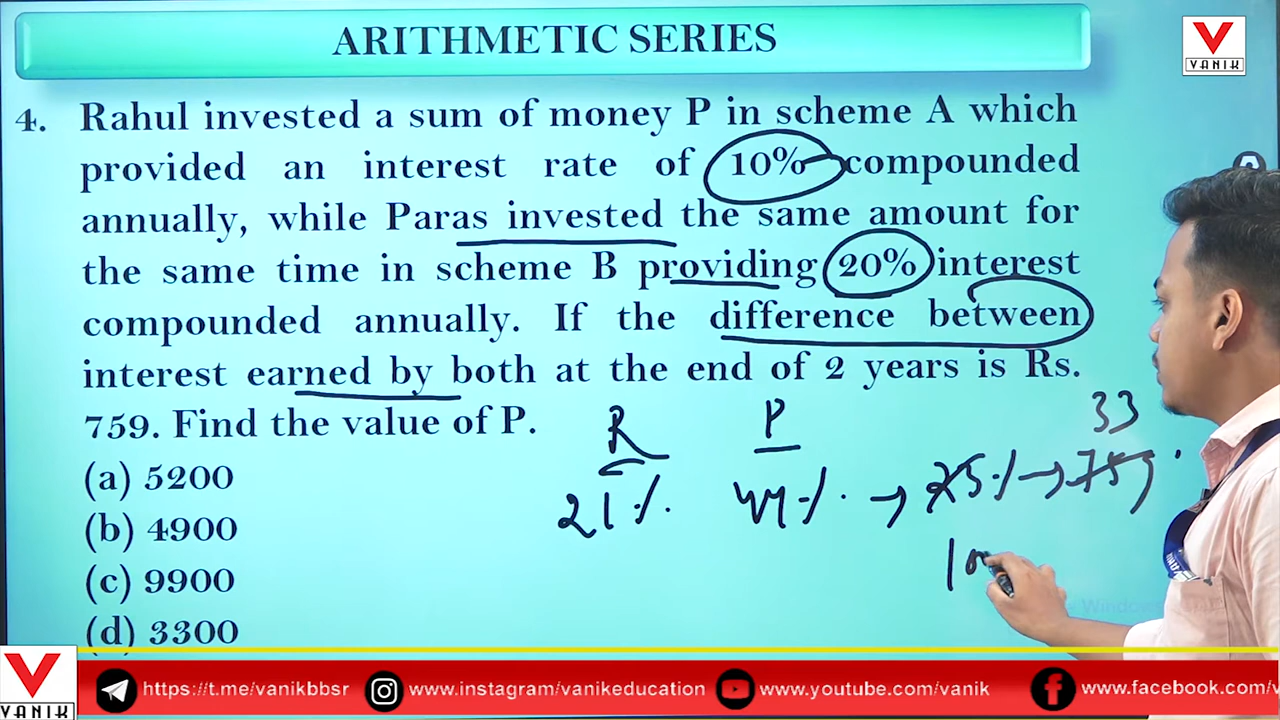 ARITHMETIC SERIES
VANIK
4. Rahul invested a sum of money P in scheme A which
provided an interest rate of 10% compounded
annually, while Paras invested the same amount for
the same time in scheme B providing 20% interest
compounded annually. If the difference between
interest earned by both at the end of 2 years is Rs.
759. Find the value of P.
(a) 5200
(b) 4900
(c) 9900
(d) 3300
R P 33
21% 44% → 23% → 759
10
VANIK
https://t.me/vanikbbsr
www.instagram/vanikeducation
www.youtube.com/vanik
www.facebook.com/v